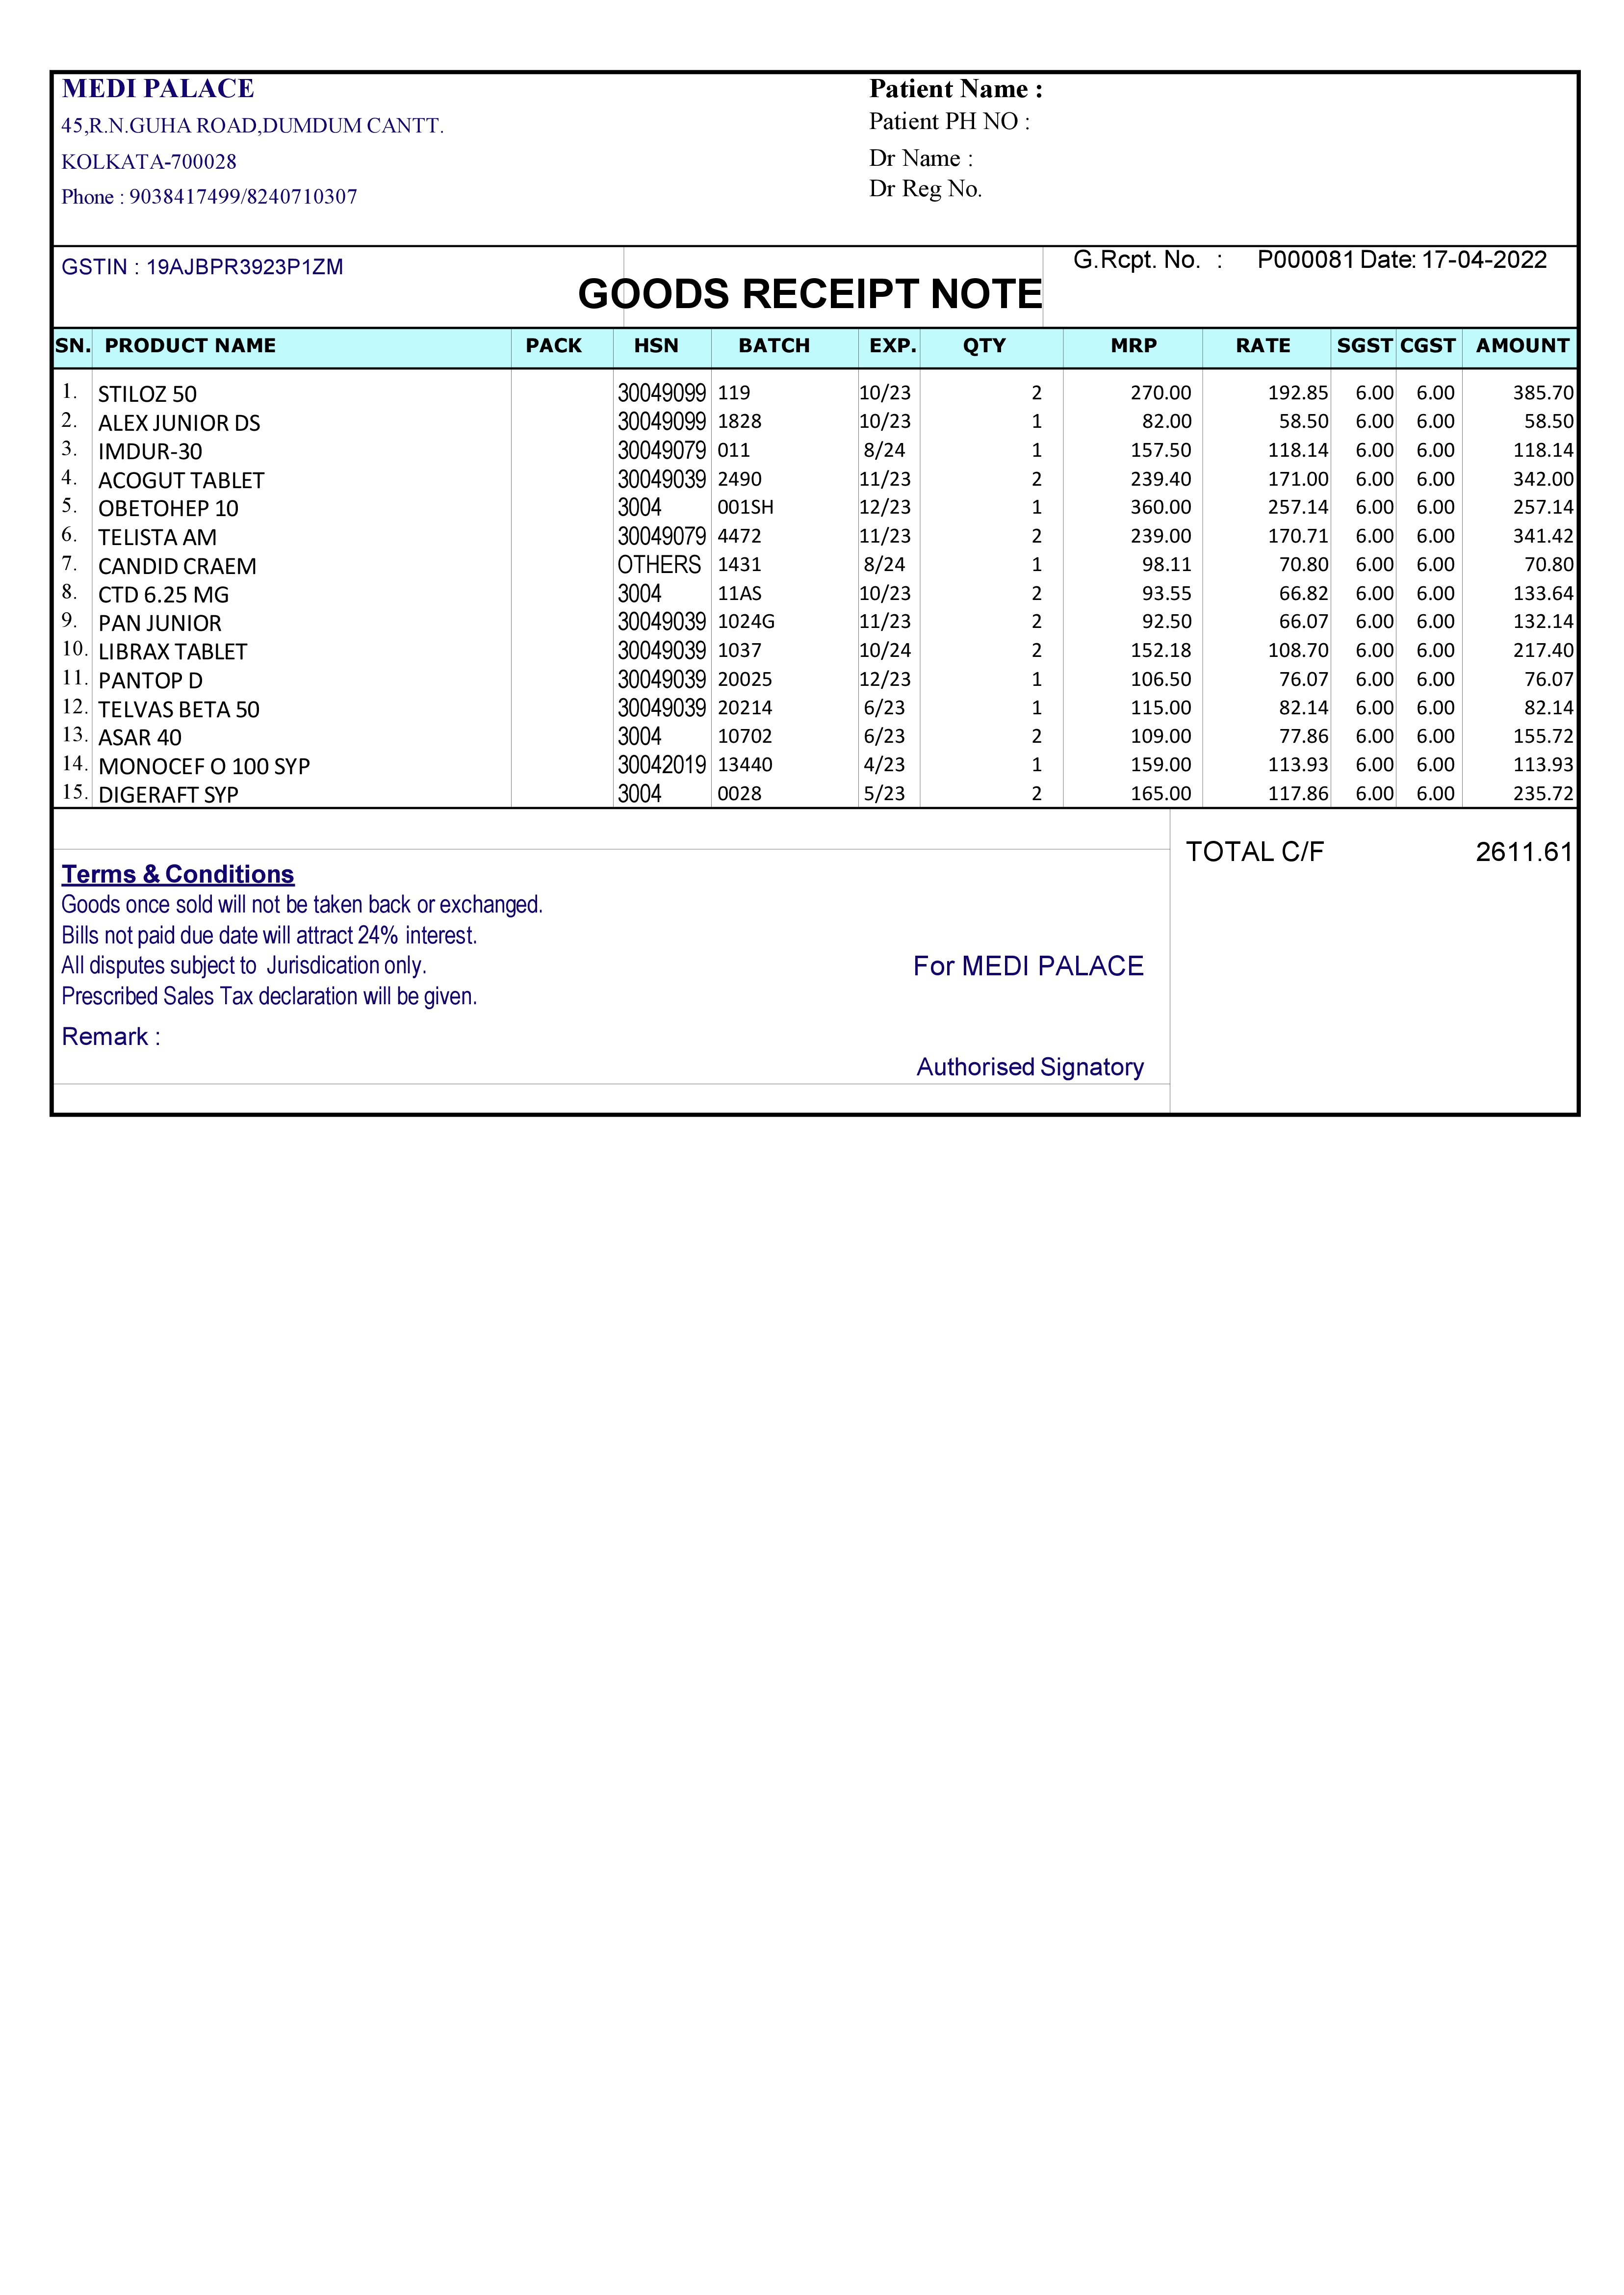 MEDI PALACE
45,R.N.GUHA ROAD,DUMDUM CANTT.
KOLKATA-700028
Phone : 9038417499/8240710307
Patient Name :
Patient PH NO :
Dr Name :
Dr Reg No.
GSTIN : 19AJBPR3923P1ZM
GOODS RECEIPT NOTE
G.Rcpt. No. : P000081 Date: 17-04-2022
SN. PRODUCT NAME PACK HSN BATCH EXP. QTY MRP RATE SGST CGST AMOUNT
1. STILOZ 50 30049099 119 10/23 2 270.00 192.85 6.00 6.00 385.70
2. ALEX JUNIOR DS 30049099 1828 10/23 1 82.00 58.50 6.00 6.00 58.50
3. IMDUR-30 30049079 011 8/24 1 157.50 118.14 6.00 6.00 118.14
4. ACOGUT TABLET 30049039 2490 11/23 2 239.40 171.00 6.00 6.00 342.00
5. OBETOHEP 10 3004 001SH 12/23 1 360.00 257.14 6.00 6.00 257.14
6. TELISTA AM 30049079 4472 11/23 2 239.00 170.71 6.00 6.00 341.42
7. CANDID CRAEM OTHERS 1431 8/24 1 98.11 70.80 6.00 6.00 70.80
8. CTD 6.25 MG 3004 11AS 10/23 2 93.55 66.82 6.00 6.00 133.64
9. PAN JUNIOR 30049039 1024G 11/23 2 92.50 66.07 6.00 6.00 132.14
10. LIBRAX TABLET 30049039 1037 10/24 2 152.18 108.70 6.00 6.00 217.40
11. PANTOP D 30049039 20025 12/23 1 106.50 76.07 6.00 6.00 76.07
12. TELVAS BETA 50 30049039 20214 6/23 1 115.00 82.14 6.00 6.00 82.14
13. ASAR 40 3004 10702 6/23 2 109.00 77.86 6.00 6.00 155.72
14. MONOCEF O 100 SYP 30042019 13440 4/23 1 159.00 113.93 6.00 6.00 113.93
15. DIGERAFT SYP 3004 0028 5/23 2 165.00 117.86 6.00 6.00 235.72
TOTAL C/F 2611.61
Terms & Conditions
Goods once sold will not be taken back or exchanged.
Bills not paid due date will attract 24% interest.
All disputes subject to Jurisdication only.
Prescribed Sales Tax declaration will be given.
For MEDI PALACE
Remark :
Authorised Signatory